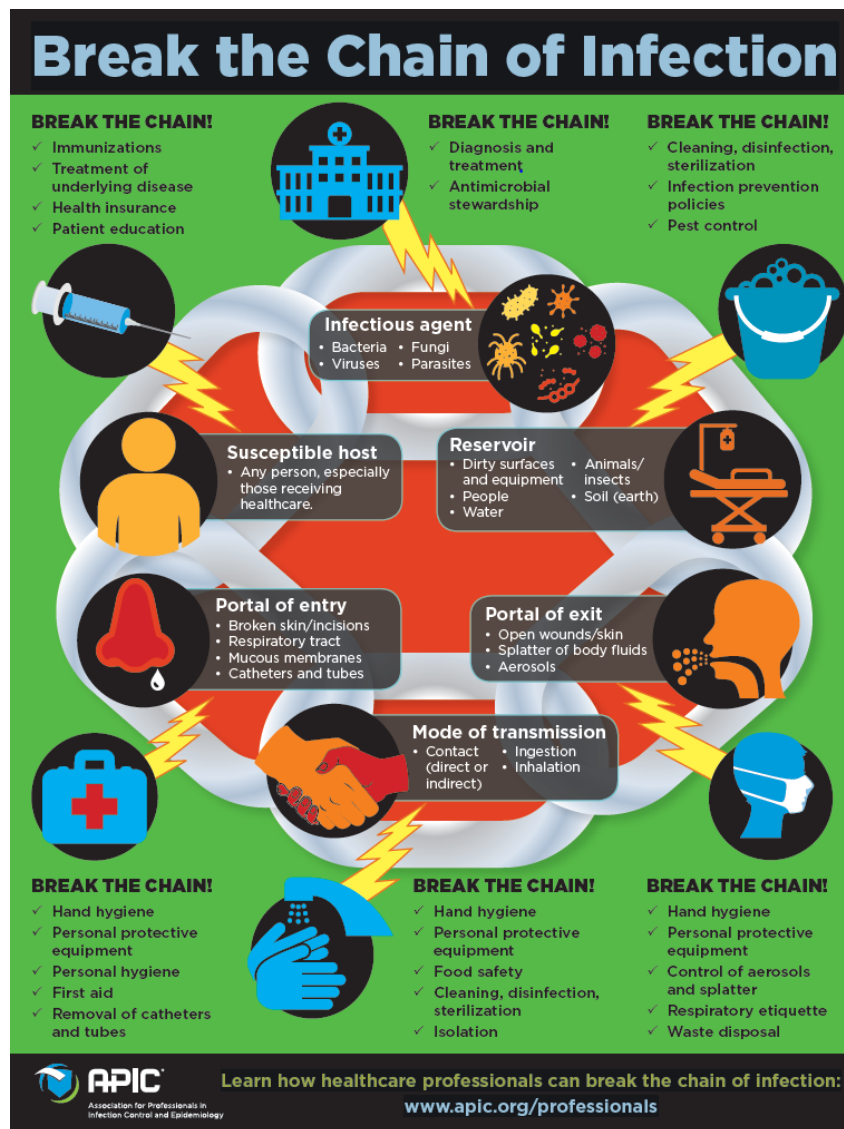 Break the Chain of Infection
BREAK THE CHAIN!
✓ Immunizations
✓ Treatment of
underlying disease
✓ Health insurance
✓ Patient education
BREAK THE CHAIN!
✓ Diagnosis and
treatment
✓ Antimicrobial
stewardship
BREAK THE CHAIN!
✓ Cleaning, disinfection,
sterilization
✓ Infection prevention
policies
✓ Pest control
Infectious agent
• Bacteria • Fungi
• Viruses • Parasites
Susceptible host
• Any person, especially
those receiving
healthcare.
Reservoir
• Dirty surfaces
and equipment
• People
• Water
• Animals/
insects
• Soil (earth)
Portal of entry
• Broken skin/incisions
• Respiratory tract
• Mucous membranes
• Catheters and tubes
Portal of exit
• Open wounds/skin
• Splatter of body fluids
• Aerosols
Mode of transmission
• Contact
(direct or
indirect)
• Ingestion
• Inhalation
BREAK THE CHAIN!
✓ Hand hygiene
✓ Personal protective
equipment
✓ Personal hygiene
✓ First aid
✓ Removal of catheters
and tubes
BREAK THE CHAIN!
✓ Hand hygiene
✓ Personal protective
equipment
✓ Food safety
✓ Cleaning, disinfection,
sterilization
✓ Isolation
BREAK THE CHAIN!
✓ Hand hygiene
✓ Personal protective
equipment
✓ Control of aerosols
and splatter
✓ Respiratory etiquette
✓ Waste disposal
APIC
Association for Professionals in
Infection Control and Epidemiology
Learn how healthcare professionals can break the chain of infection:
www.apic.org/professionals